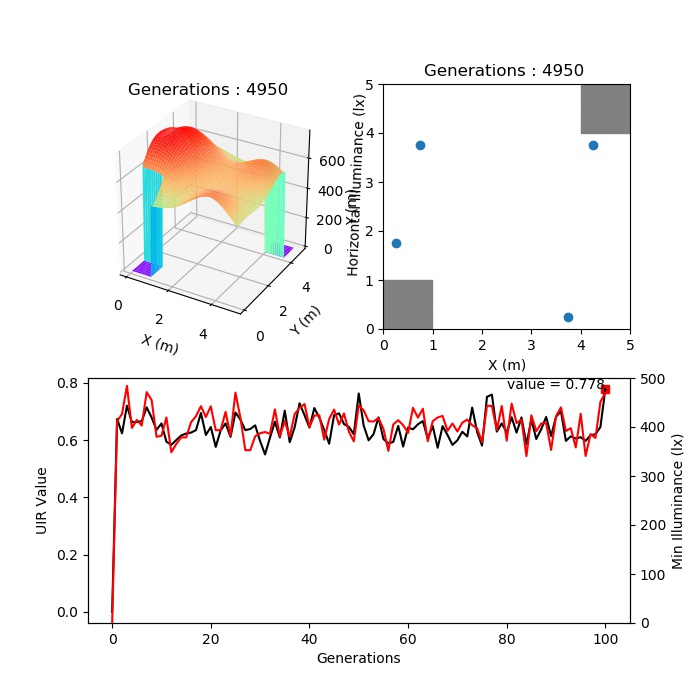 Generations : 4950
600
400
200
0
Horizontal Illuminance (lx)
0
2
4
X (m)
0
2
4
Y (m)
Generations : 4950
5
4
3
2
1
0
Y (m)
0 1 2 3 4 5
X (m)
value = 0.778
0.8
0.6
0.4
0.2
0.0
UIR Value
500
400
300
200
100
0
Min Illuminance (lx)
0 20 40 60 80 100
Generations